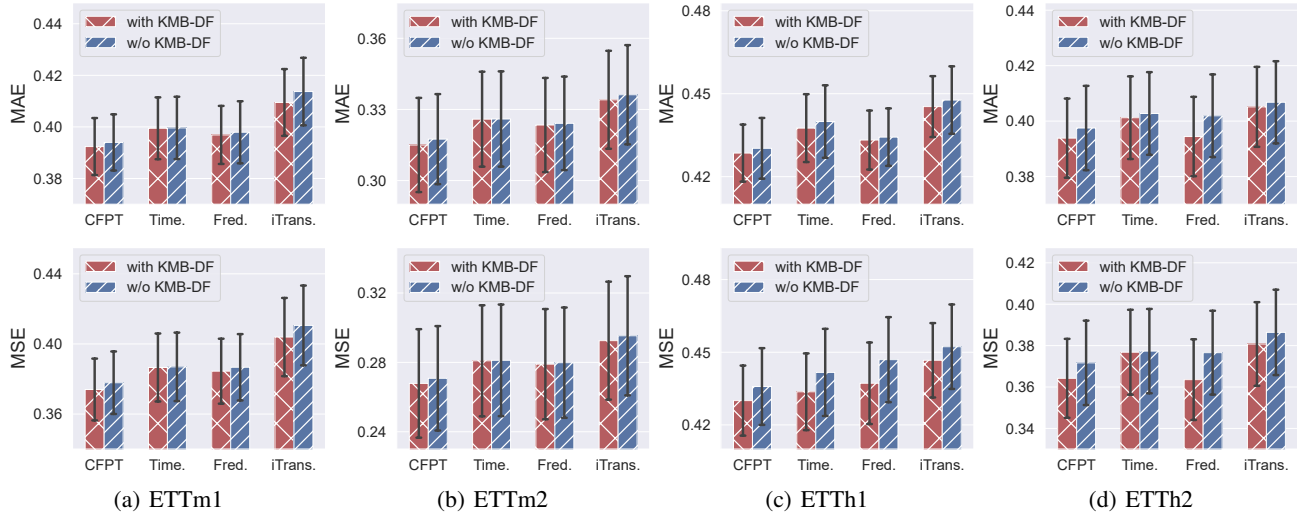 with KMB-DF
w/o KMB-DF
MAE
0.44
0.42
0.40
0.38
CFPT Time. Fred. iTrans.
with KMB-DF
w/o KMB-DF
MAE
0.36
0.33
0.30
CFPT Time. Fred. iTrans.
with KMB-DF
w/o KMB-DF
MAE
0.48
0.45
0.42
CFPT Time. Fred. iTrans.
with KMB-DF
w/o KMB-DF
MAE
0.44
0.42
0.40
0.38
CFPT Time. Fred. iTrans.
with KMB-DF
w/o KMB-DF
MSE
0.44
0.40
0.36
CFPT Time. Fred. iTrans.
(a) ETTm1
with KMB-DF
w/o KMB-DF
MSE
0.32
0.28
0.24
CFPT Time. Fred. iTrans.
(b) ETTm2
with KMB-DF
w/o KMB-DF
MSE
0.48
0.45
0.42
CFPT Time. Fred. iTrans.
(c) ETTh1
with KMB-DF
w/o KMB-DF
MSE
0.42
0.40
0.38
0.36
0.34
CFPT Time. Fred. iTrans.
(d) ETTh2